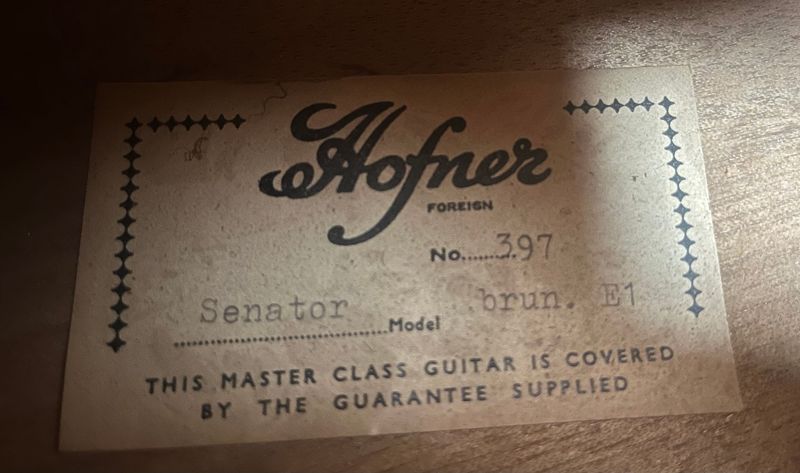 Hofner
FOREIGN
No.......397
Senator ........................Model brun. E1
THIS MASTER CLASS GUITAR IS COVERED
BY THE GUARANTEE SUPPLIED